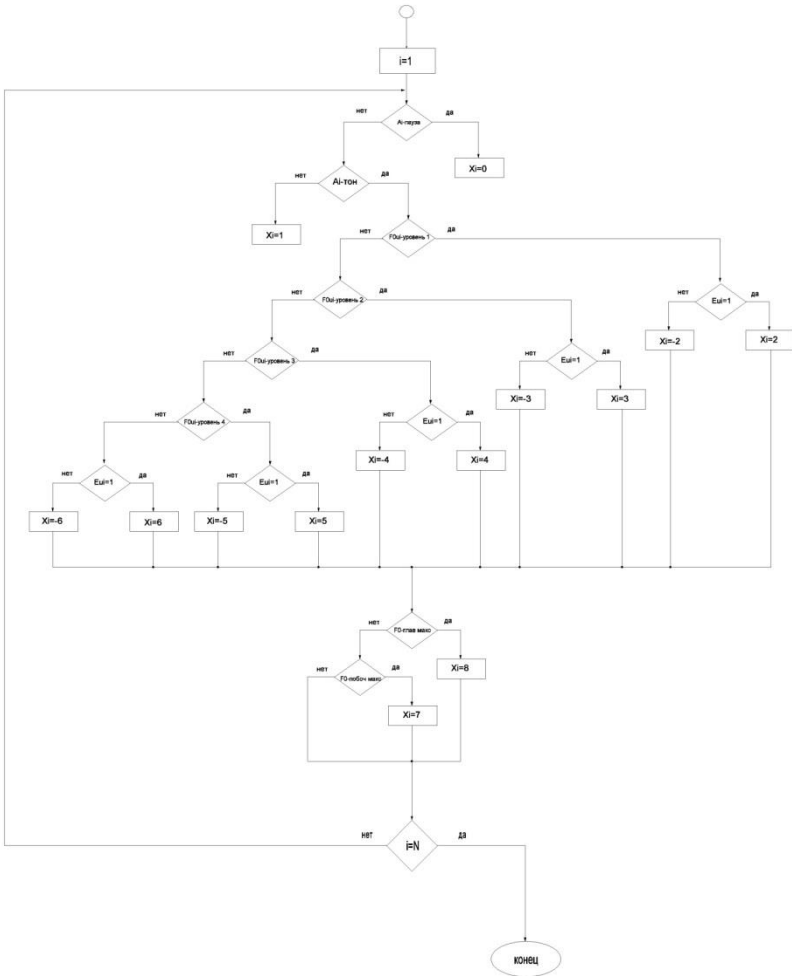 i=1
нет
да
Ai-пауза
Xi=0
нет
Ai-тон
да
Xi=1
нет
F0ui-уровень 1
да
нет
F0ui-уровень 2
да
нет
Eui=1
да
Xi=-2
Xi=2
нет
F0ui-уровень 3
да
нет
Eui=1
да
Xi=-3
Xi=3
нет
F0ui-уровень 4
да
нет
Eui=1
да
Xi=-4
Xi=4
нет
Eui=1
да
нет
Eui=1
да
Xi=-6
Xi=6
Xi=-5
Xi=5
нет
F0-глав макс
да
Xi=8
нет
F0-побоч макс
да
Xi=7
нет
i=N
да
конец